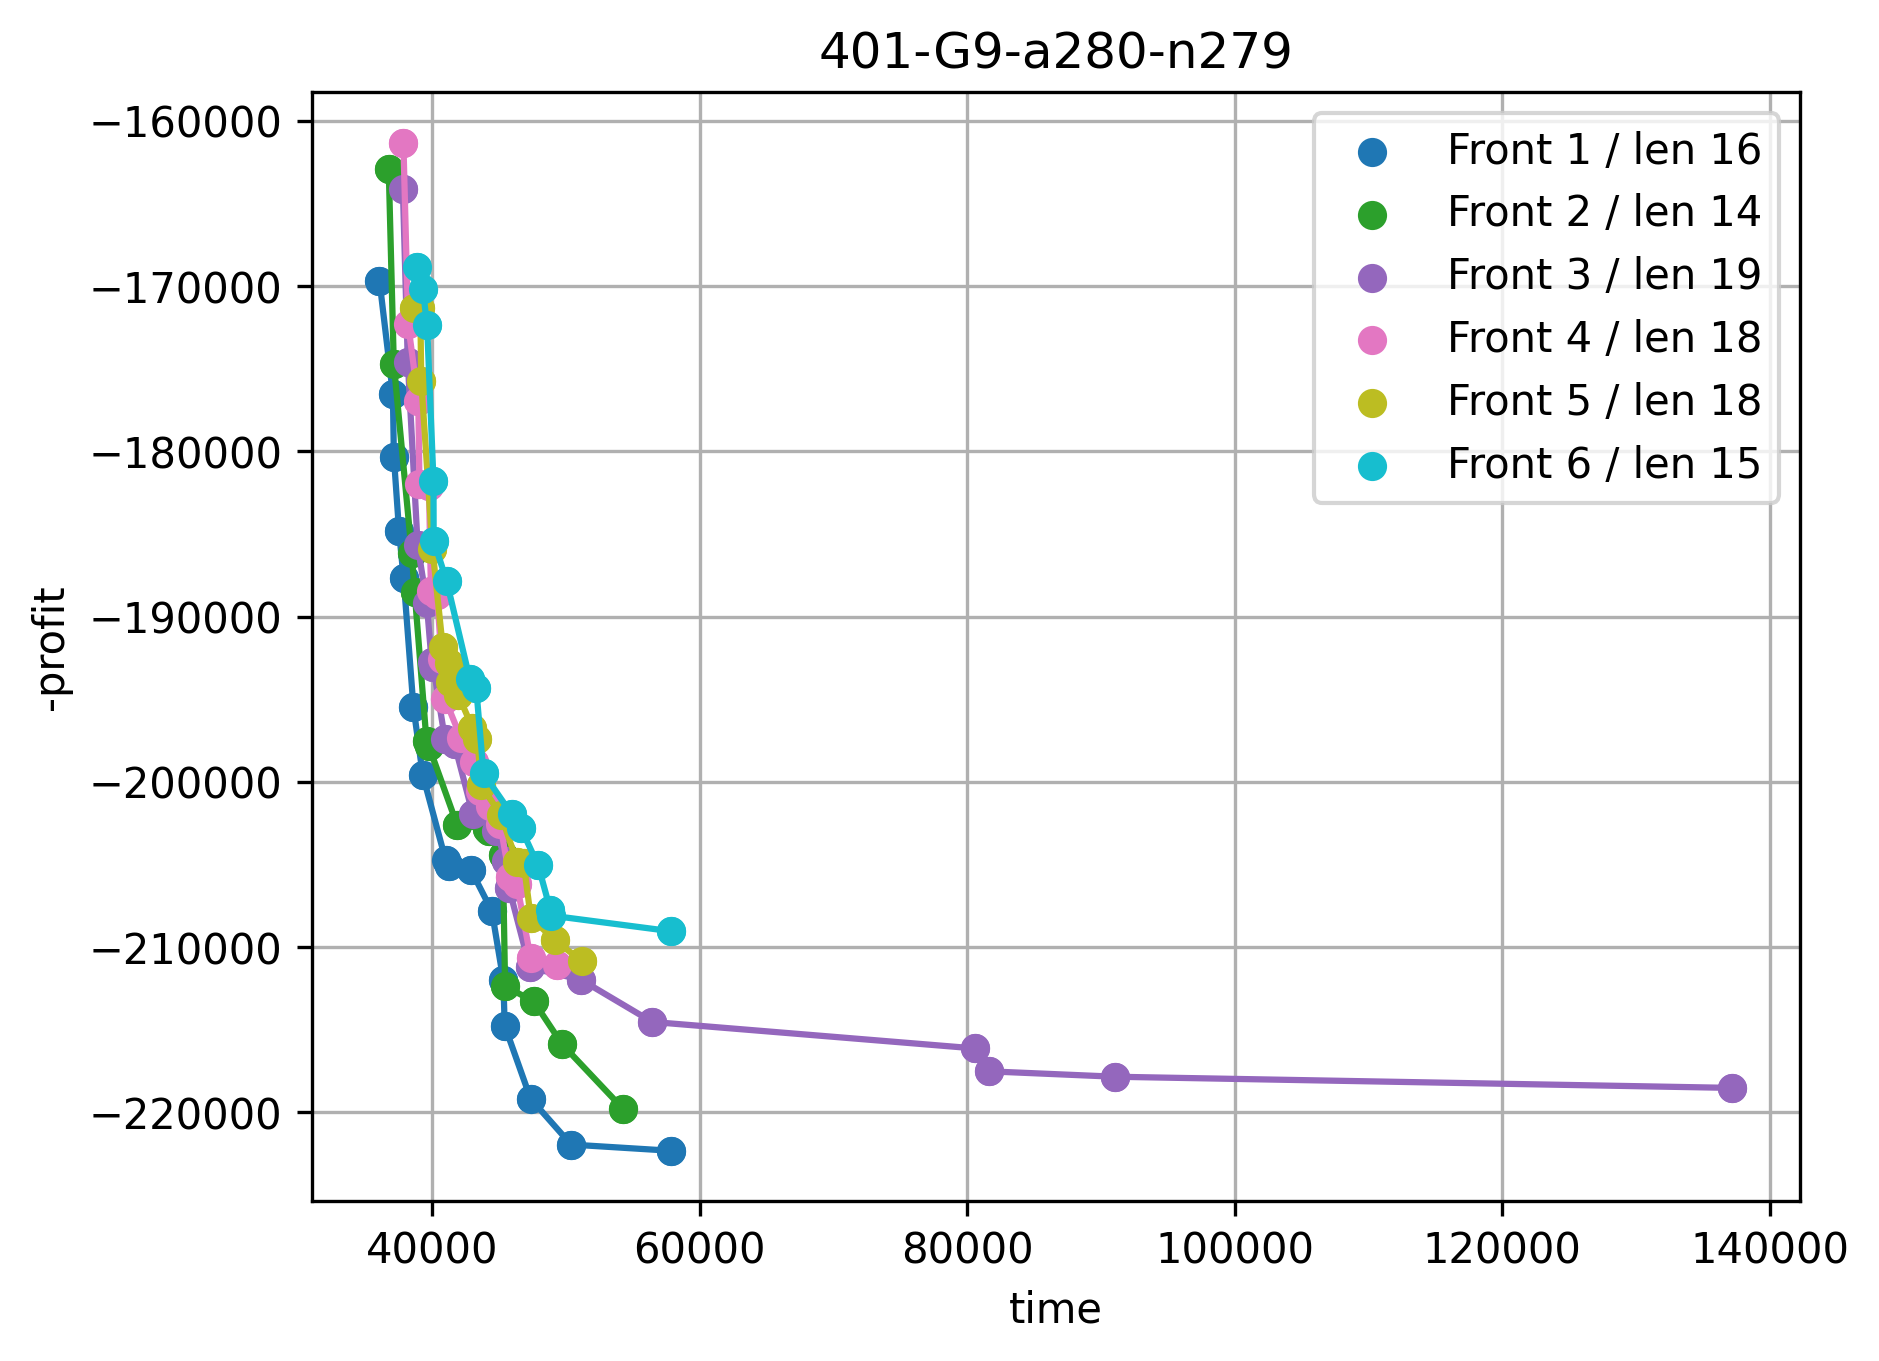 401-G9-a280-n279
−160000
−170000
−180000
−190000
−200000
−210000
−220000
-profit
Front 1 / len 16
Front 2 / len 14
Front 3 / len 19
Front 4 / len 18
Front 5 / len 18
Front 6 / len 15
40000 60000 80000 100000 120000 140000
time